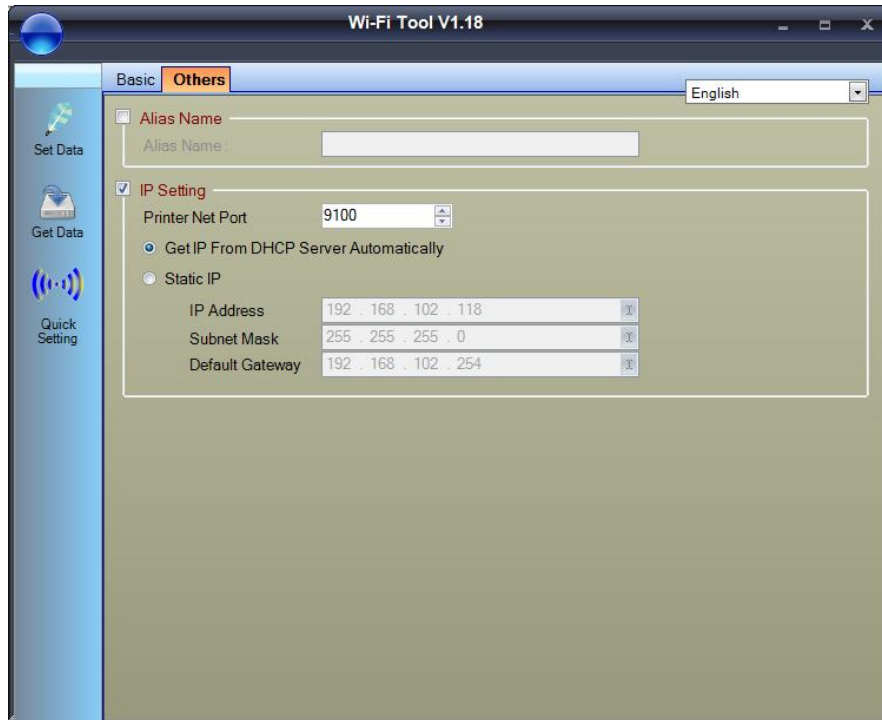 Wi-Fi Tool V1.18
Basic Others
English
Set Data
Get Data
Quick
Setting
Alias Name
Alias Name :
IP Setting
Printer Net Port 9100
Get IP From DHCP Server Automatically
Static IP
IP Address 192 . 168 . 102 . 118
Subnet Mask 255 . 255 . 255 . 0
Default Gateway 192 . 168 . 102 . 254